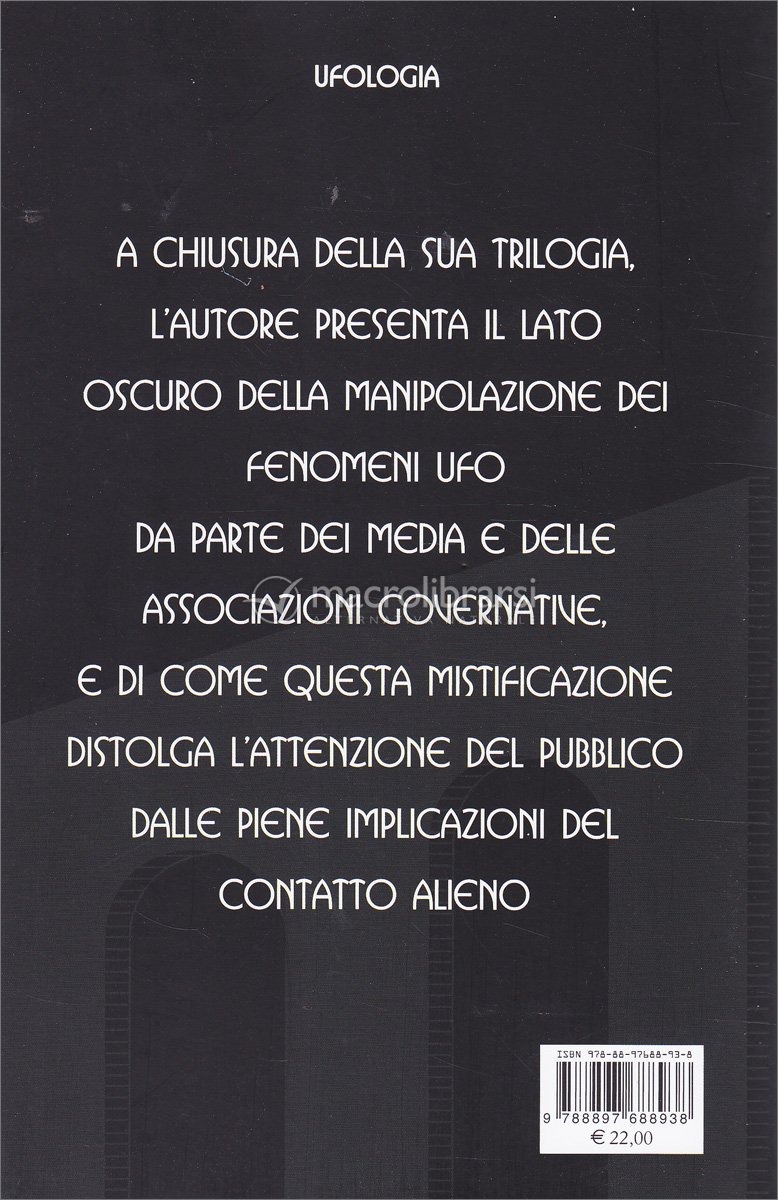 UFOLOGIA
A CHIUSURA DELLA SUA TRILOGIA,
L'AUTORE PRESENTA IL LATO
OSCURO DELLA MANIPOLAZIONE DEI
FENOMENI UFO
DA PARTE DEI MEDIA E DELLE
macrolibrarsi
ASSOCIAZIONI GOVERNATIVE,
E DI COME QUESTA MISTIFICAZIONE
DISTOLGA L'ATTENZIONE DEL PUBBLICO
DALLE PIENE IMPLICAZIONI DEL
CONTATTO ALIENO
ISBN 978-88-97688-93-8
9 788897 688938
€ 22,00